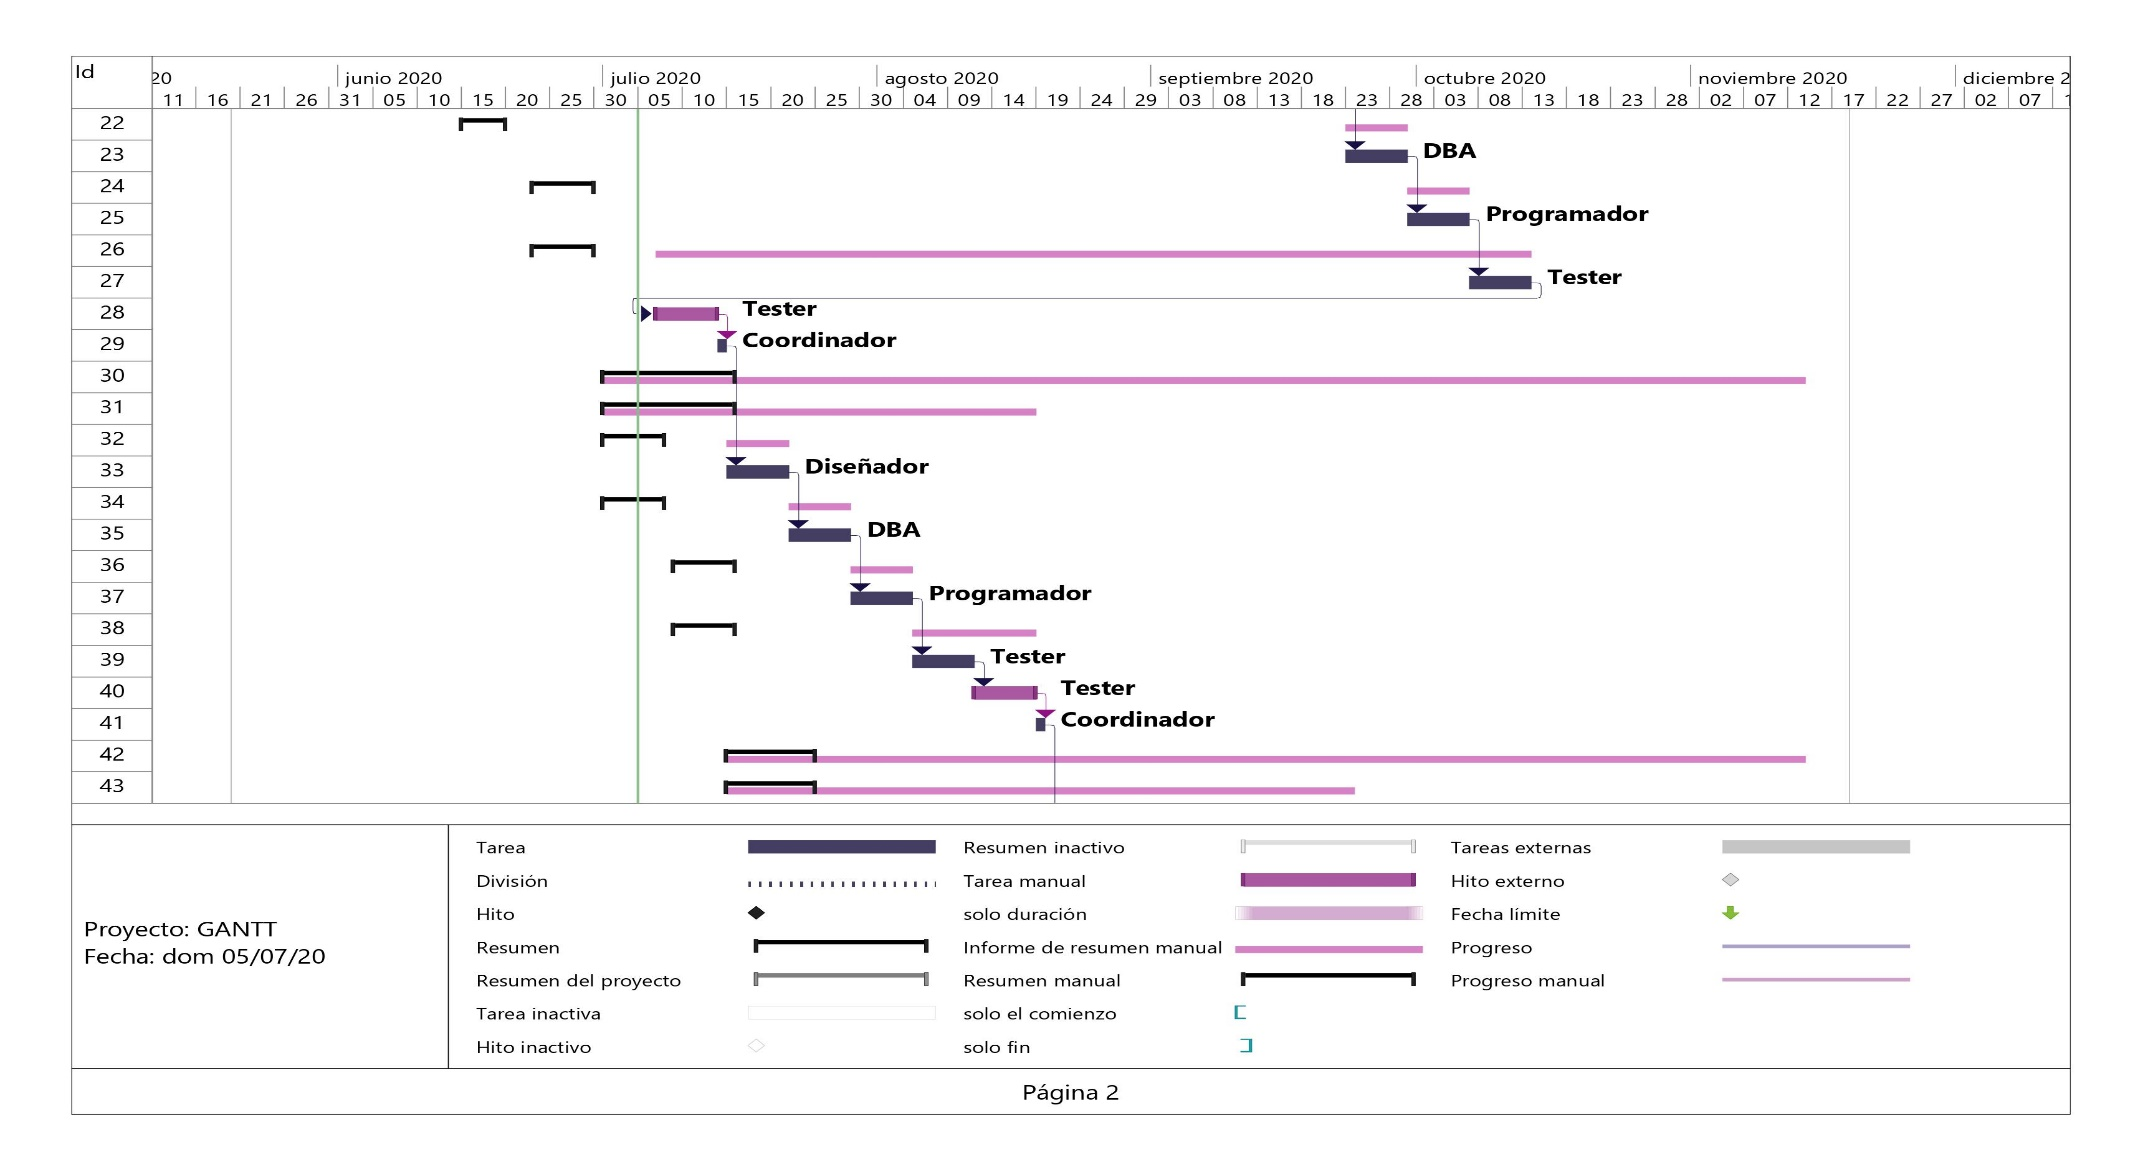 Id
20 junio 2020 julio 2020 agosto 2020 septiembre 2020 octubre 2020 noviembre 2020 diciembre 2
11 16 21 26 31 05 10 15 20 25 30 05 10 15 20 25 30 04 09 14 19 24 29 03 08 13 18 23 28 03 08 13 18 23 28 02 07 12 17 22 27 02 07 1
22
23 DBA
24
25 Programador
26
27 Tester
28 Tester
29 Coordinador
30
31
32
33 Diseñador
34
35 DBA
36
37 Programador
38
39 Tester
40 Tester
41 Coordinador
42
43
Proyecto: GANTT
Fecha: dom 05/07/20
Tarea
División
Hito
Resumen
Resumen del proyecto
Tarea inactiva
Hito inactivo
Resumen inactivo
Tarea manual
solo duración
Informe de resumen manual
Resumen manual
solo el comienzo
solo fin
Tareas externas
Hito externo
Fecha límite
Progreso
Progreso manual
Página 2